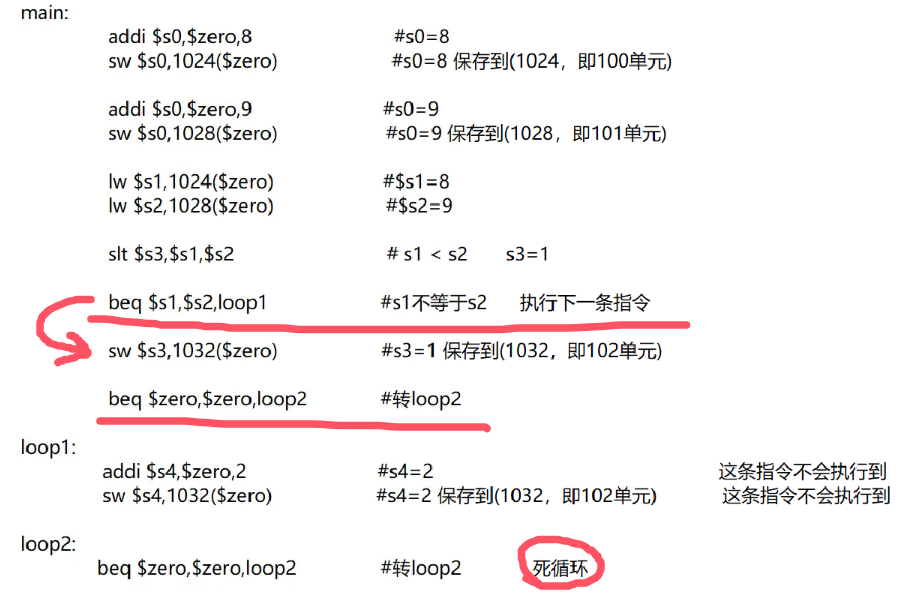 main:
addi $s0,$zero,8 #s0=8
sw $s0,1024($zero) #s0=8 保存到(1024，即100单元)
addi $s0,$zero,9 #s0=9
sw $s0,1028($zero) #s0=9 保存到(1028，即101单元)
lw $s1,1024($zero) #$s1=8
lw $s2,1028($zero) #$s2=9
slt $s3,$s1,$s2 # s1 < s2 s3=1
beq $s1,$s2,loop1 #s1不等于s2 执行下一条指令
sw $s3,1032($zero) #s3=1 保存到(1032，即102单元)
beq $zero,$zero,loop2 #转loop2
loop1:
addi $s4,$zero,2 #s4=2 这条指令不会执行到
sw $s4,1032($zero) #s4=2 保存到(1032，即102单元) 这条指令不会执行到
loop2:
beq $zero,$zero,loop2 #转loop2 死循环